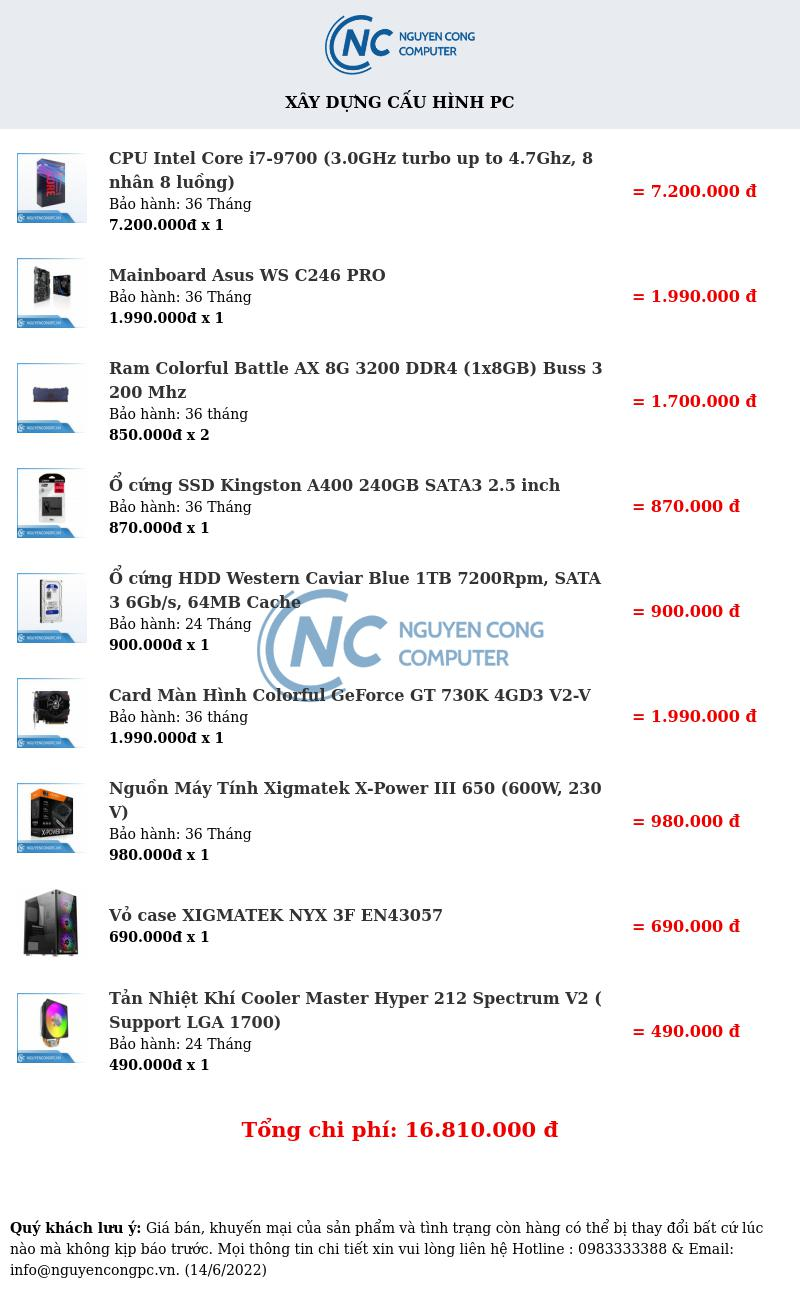 NC NGUYEN CONG
COMPUTER
XÂY DỰNG CẤU HÌNH PC
CPU Intel Core i7-9700 (3.0GHz turbo up to 4.7Ghz, 8
nhân 8 luồng)
Bảo hành: 36 Tháng
7.200.000đ x 1
= 7.200.000 đ
Mainboard Asus WS C246 PRO
Bảo hành: 36 Tháng
1.990.000đ x 1
= 1.990.000 đ
Ram Colorful Battle AX 8G 3200 DDR4 (1x8GB) Buss 3
200 Mhz
Bảo hành: 36 tháng
850.000đ x 2
= 1.700.000 đ
Ổ cứng SSD Kingston A400 240GB SATA3 2.5 inch
Bảo hành: 36 Tháng
870.000đ x 1
= 870.000 đ
Ổ cứng HDD Western Caviar Blue 1TB 7200Rpm, SATA
3 6Gb/s, 64MB Cache
Bảo hành: 24 Tháng
900.000đ x 1
= 900.000 đ
NC NGUYEN CONG
COMPUTER
Card Màn Hình Colorful GeForce GT 730K 4GD3 V2-V
Bảo hành: 36 tháng
1.990.000đ x 1
= 1.990.000 đ
Nguồn Máy Tính Xigmatek X-Power III 650 (600W, 230
V)
Bảo hành: 36 Tháng
980.000đ x 1
= 980.000 đ
Vỏ case XIGMATEK NYX 3F EN43057
690.000đ x 1
= 690.000 đ
Tản Nhiệt Khí Cooler Master Hyper 212 Spectrum V2 (
Support LGA 1700)
Bảo hành: 24 Tháng
490.000đ x 1
= 490.000 đ
Tổng chi phí: 16.810.000 đ
Quý khách lưu ý: Giá bán, khuyến mại của sản phẩm và tình trạng còn hàng có thể bị thay đổi bất cứ lúc
nào mà không kịp báo trước. Mọi thông tin chi tiết xin vui lòng liên hệ Hotline : 0983333388 & Email:
info@nguyencongpc.vn. (14/6/2022)